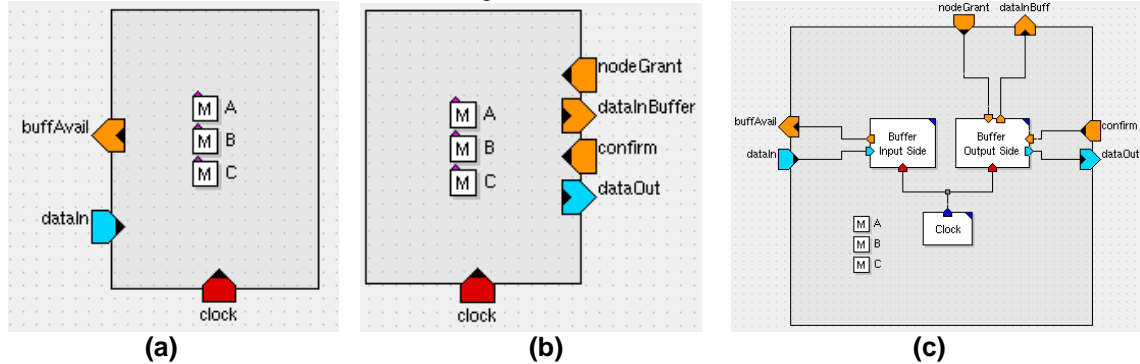 buffAvail
dataIn
M A
M B
M C
clock
(a)
nodeGrant
dataInBuffer
confirm
dataOut
M A
M B
M C
clock
(b)
nodeGrant dataInBuff
buffAvail
dataIn
Buffer
Input Side
Buffer
Output Side
confirm
dataOut
Clock
M A
M B
M C
(c)